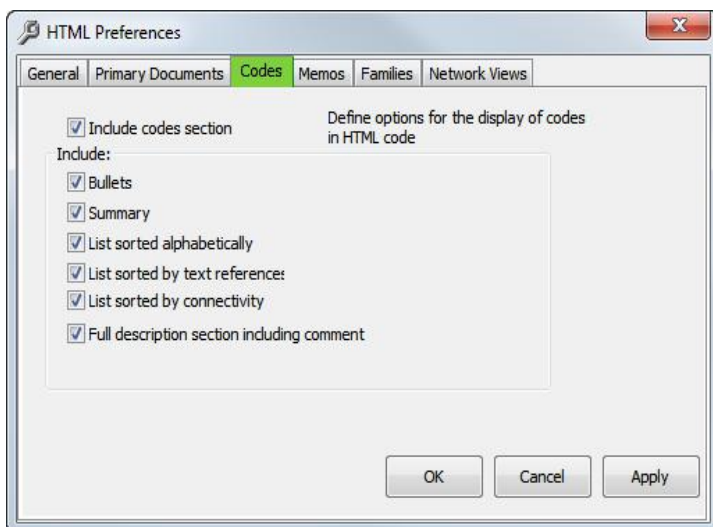 HTML Preferences
X
General Primary Documents Codes Memos Families Network Views
Include codes section
Define options for the display of codes
in HTML code
Include:
Bullets
Summary
List sorted alphabetically
List sorted by text references
List sorted by connectivity
Full description section including comment
OK Cancel Apply